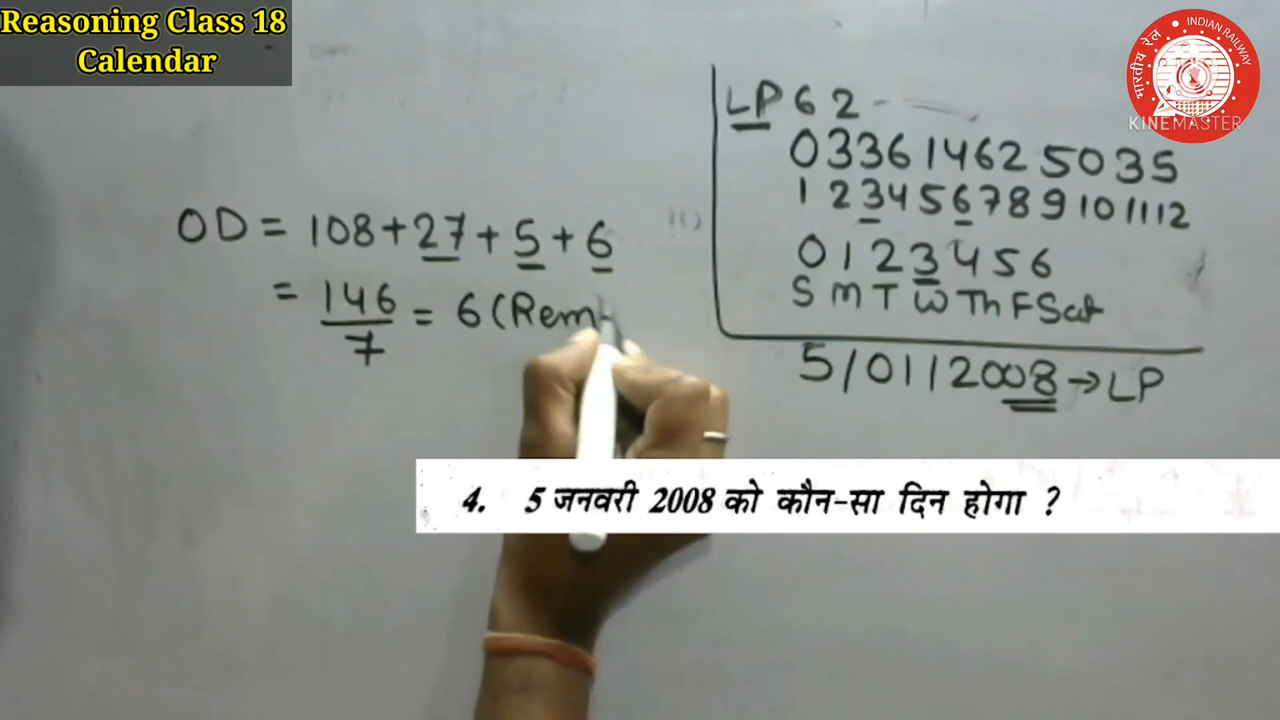 Reasoning Class 18
Calendar
भारतीय रेल INDIAN RAILWAY
KINEMASTER
LP 6 2
0 3 3 6 1 4 6 2 5 0 3 5
1 2 3 4 5 6 7 8 9 10 11 12
0 1 2 3 4 5 6
S M T W Th F Sat
5/01/2008 → LP
OD = 108+27+5+6
= 146/7 = 6 (Rem
4. 5 जनवरी 2008 को कौन-सा दिन होगा ?